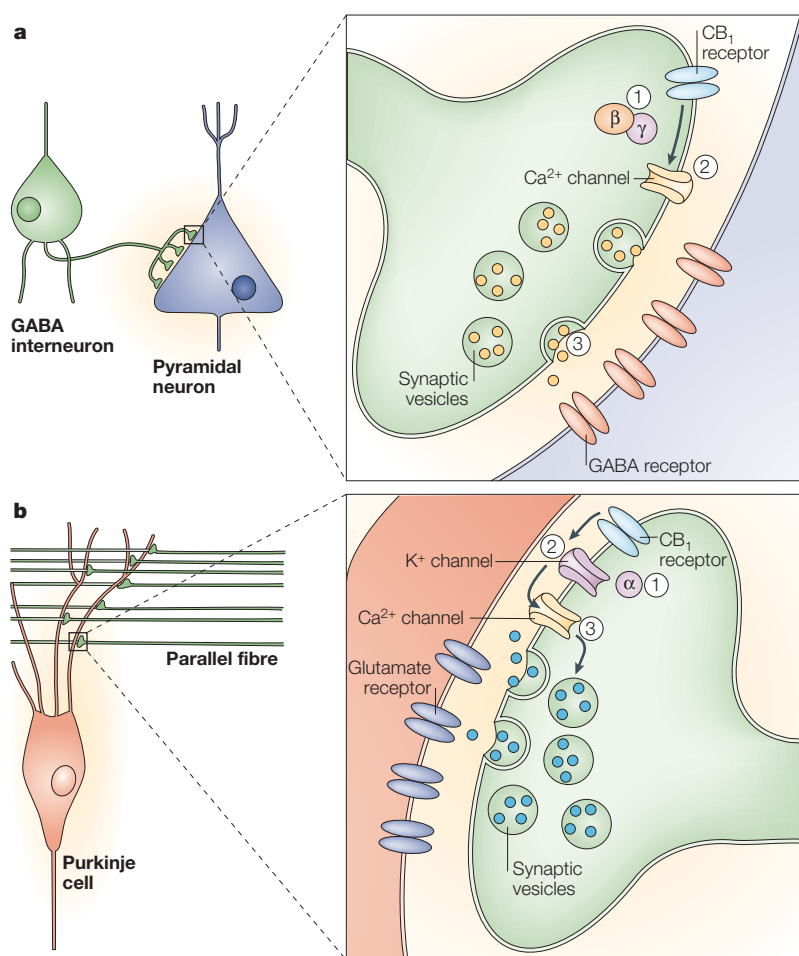 a
CB₁
receptor
1
β
γ
2
Ca²⁺ channel
3
Synaptic
vesicles
GABA receptor
GABA
interneuron
Pyramidal
neuron
b
CB₁
receptor
2
K⁺ channel
α
1
Ca²⁺ channel
3
Glutamate
receptor
Parallel fibre
Synaptic
vesicles
Purkinje
cell